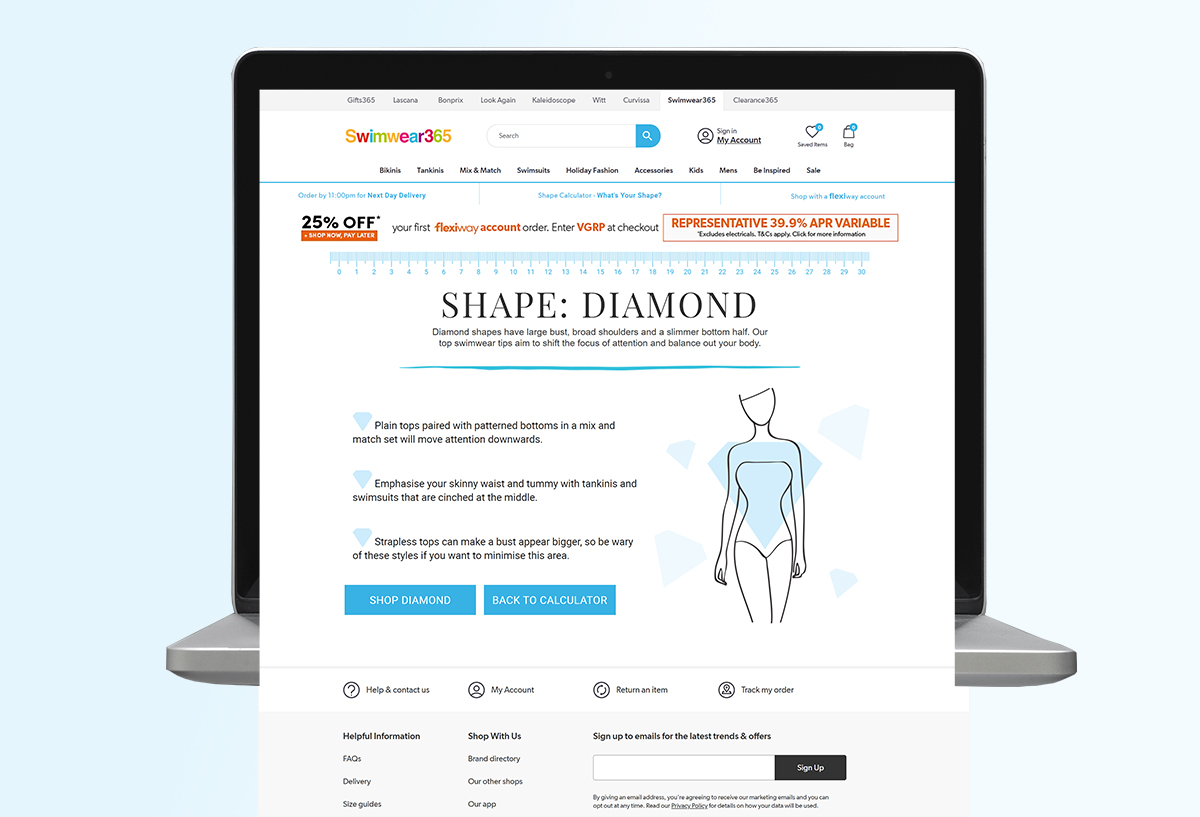 Gifts365 Lascana Bonprix Look Again Kaleidoscope Witt Curvissa Swimwear365 Clearance365
Swimwear365
Search
Sign in
My Account
0
Saved Items
0
Bag
Bikinis Tankinis Mix & Match Swimsuits Holiday Fashion Accessories Kids Mens Be Inspired Sale
Order by 11:00pm for Next Day Delivery
Shape Calculator - What's Your Shape?
Shop with a flexi account
25% OFF*
+ SHOP NOW, PAY LATER
your first flexiway account order. Enter VGRP at checkout
REPRESENTATIVE 39.9% APR VARIABLE
*Excludes electricals. T&Cs apply. Click for more information
0 1 2 3 4 5 6 7 8 9 10 11 12 13 14 15 16 17 18 19 20 21 22 23 24 25 26 27 28 29 30
SHAPE: DIAMOND
Diamond shapes have large bust, broad shoulders and a slimmer bottom half. Our
top swimwear tips aim to shift the focus of attention and balance out your body.
Plain tops paired with patterned bottoms in a mix and
match set will move attention downwards.
Emphasise your skinny waist and tummy with tankinis and
swimsuits that are cinched at the middle.
Strapless tops can make a bust appear bigger, so be wary
of these styles if you want to minimise this area.
SHOP DIAMOND
BACK TO CALCULATOR
Help & contact us
My Account
Return an item
Track my order
Helpful Information
FAQs
Delivery
Size guides
Shop With Us
Brand directory
Our other shops
Our app
Sign up to emails for the latest trends & offers
Sign Up
By giving an email address, you're agreeing to receive our marketing emails and you can
opt out at any time. Read our Privacy Policy for details on how your data will be used.